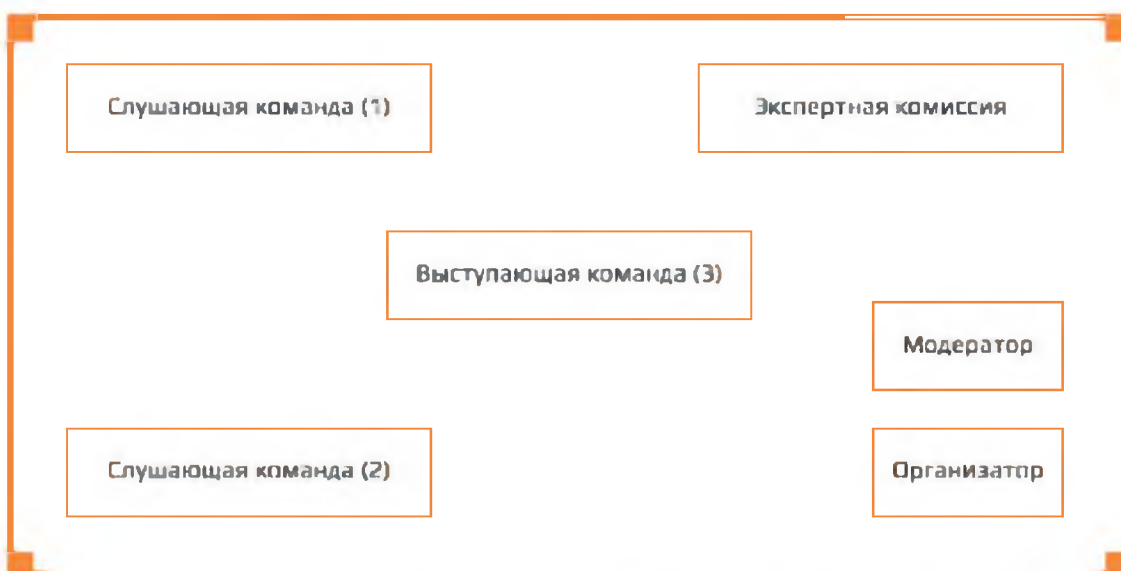 Слушающая команда (1)
Экспертная комиссия
Выступающая команда (3)
Модератор
Слушающая команда (2)
Организатор